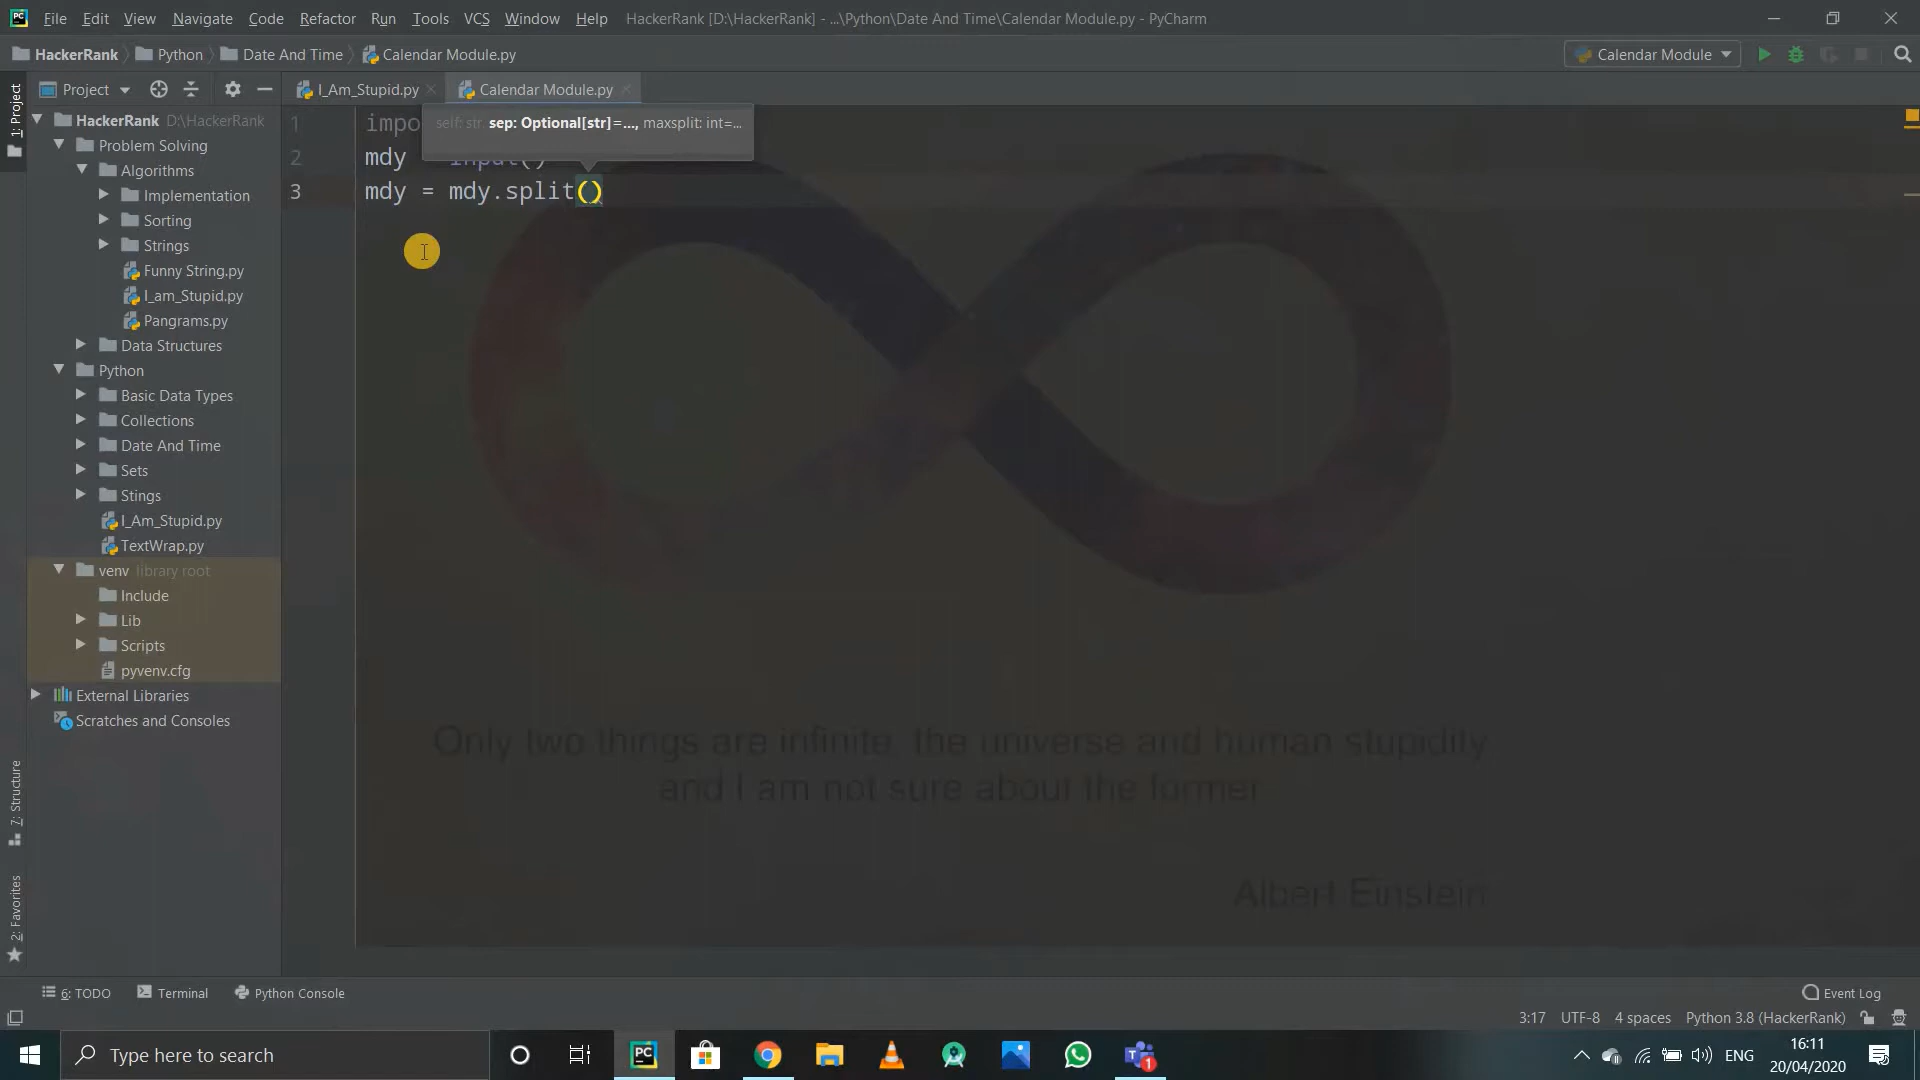 PC File Edit View Navigate Code Refactor Run Tools VCS Window Help HackerRank [D:\HackerRank] - ...\Python\Date And Time\Calendar Module.py - PyCharm
HackerRank Python Date And Time Calendar Module.py Calendar Module
Project I_Am_Stupid.py Calendar Module.py
1: Project
HackerRank D:\HackerRank
Problem Solving
Algorithms
Implementation
Sorting
Strings
Funny String.py
I_am_Stupid.py
Pangrams.py
Data Structures
Python
Basic Data Types
Collections
Date And Time
Sets
Stings
I_Am_Stupid.py
TextWrap.py
venv library root
Include
Lib
Scripts
pyvenv.cfg
External Libraries
Scratches and Consoles
7: Structure
2: Favorites
self: str sep: Optional[str]=..., maxsplit: int=...
1 impo
2 mdy input()
3 mdy = mdy.split()
Only two things are infinite, the universe and human stupidity
and I am not sure about the former
Albert Einstein
6: TODO Terminal Python Console Event Log
3:17 UTF-8 4 spaces Python 3.8 (HackerRank)
Type here to search PC T 1 ENG 16:11
20/04/2020